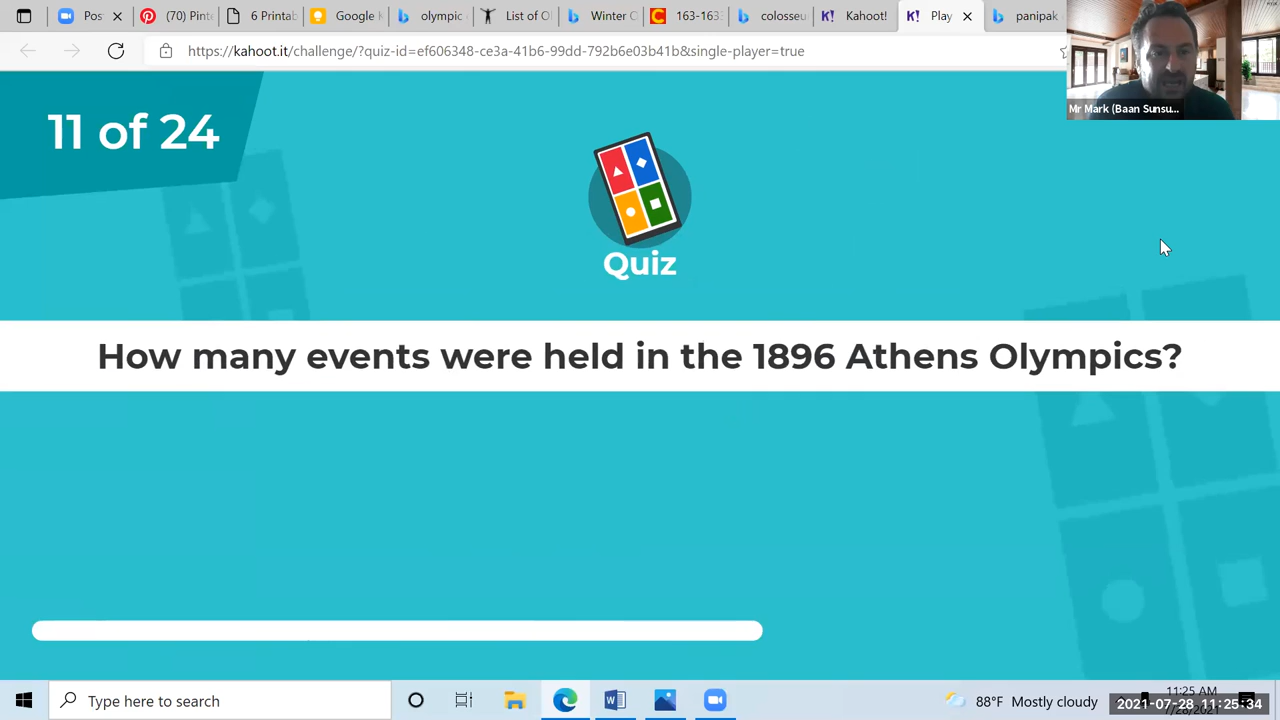 Pos
(70) Pi
6 Printab
Google K
olympic
List of O
Winter O
163-163
colosseu
Kahoot!
Play
panipak
https://kahoot.it/challenge/?quiz-id=ef606348-ce3a-41b6-99dd-792b6e03b41b&single-player=true
Mr Mark (Baan Sunsu...
11 of 24
Quiz
How many events were held in the 1896 Athens Olympics?
Type here to search
88°F Mostly cloudy
11:25 AM
2021-07-28 11:25:34